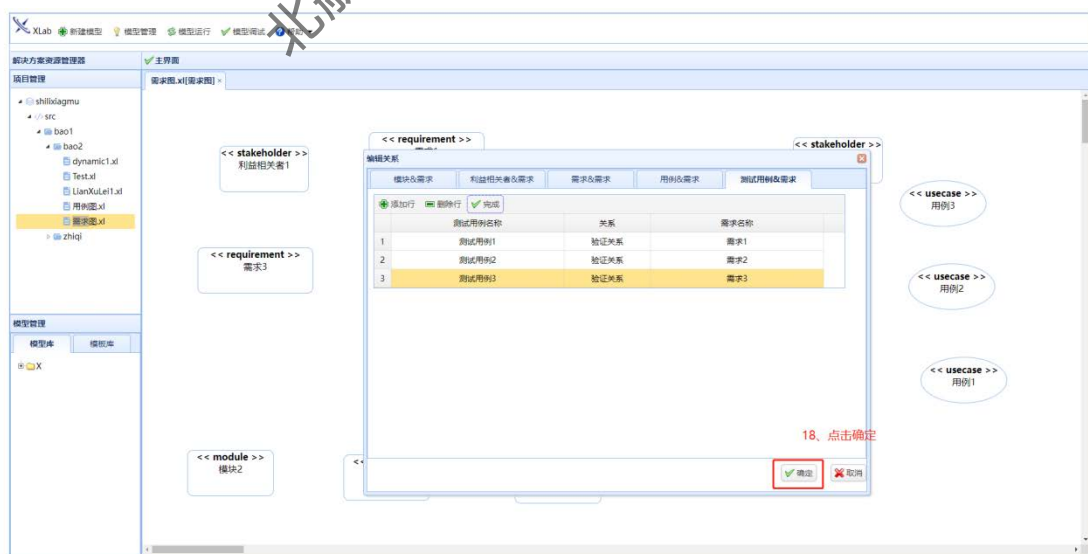 XLab 新建模型 模型管理 模型运行 模型调试 帮助
解决方案资源管理器 主界面
项目管理 需求图.xl[需求图] ×
shilixiagmu
</> src
bao1
bao2
dynamic1.xl
Test.xl
LianXuLei1.xl
用例图.xl
需求图.xl
zhiqi
模型管理
模型库 模板库
X
<< stakeholder >>
利益相关者1
<< requirement >>
<< stakeholder >>
<< requirement >>
需求3
<< usecase >>
用例3
<< usecase >>
用例2
<< usecase >>
用例1
<< module >>
模块2
<<
编辑关系
模块&需求 利益相关者&需求 需求&需求 用例&需求 测试用例&需求
添加行 删除行 完成
测试用例名称 关系 需求名称
1 测试用例1 验证关系 需求1
2 测试用例2 验证关系 需求2
3 测试用例3 验证关系 需求3
18、点击确定
确定 取消